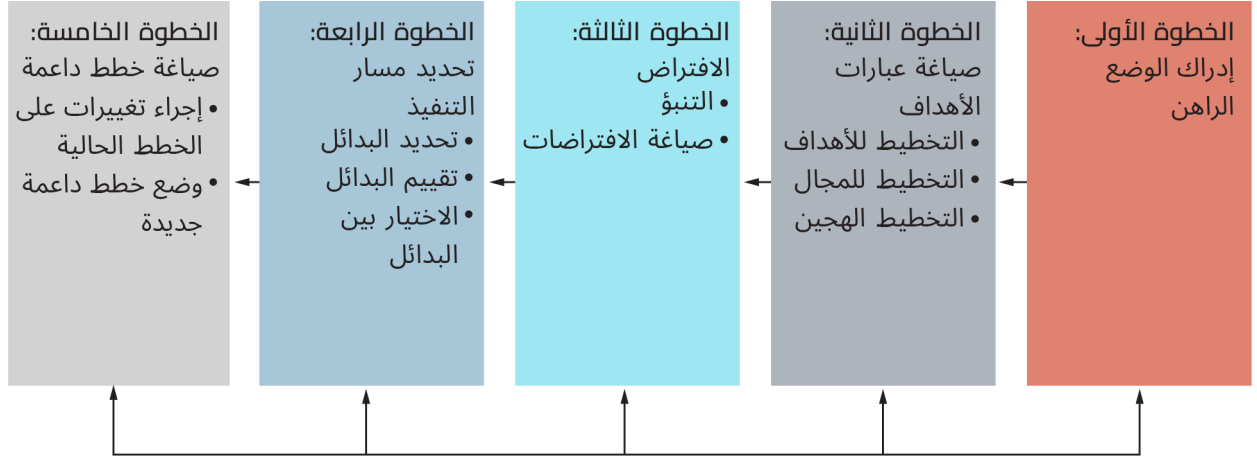 الخطوة الأولى:
إدراك الوضع
الراهن
الخطوة الثانية:
صياغة عبارات
الأهداف
• التخطيط للأهداف
• التخطيط للمجال
• التخطيط الهجين
الخطوة الثالثة:
الافتراض
• التنبؤ
• صياغة الافتراضات
الخطوة الرابعة:
تحديد مسار
التنفيذ
• تحديد البدائل
• تقييم البدائل
• الاختيار بين
البدائل
الخطوة الخامسة:
صياغة خطط داعمة
• إجراء تغييرات على
الخطط الحالية
• وضع خطط داعمة
جديدة